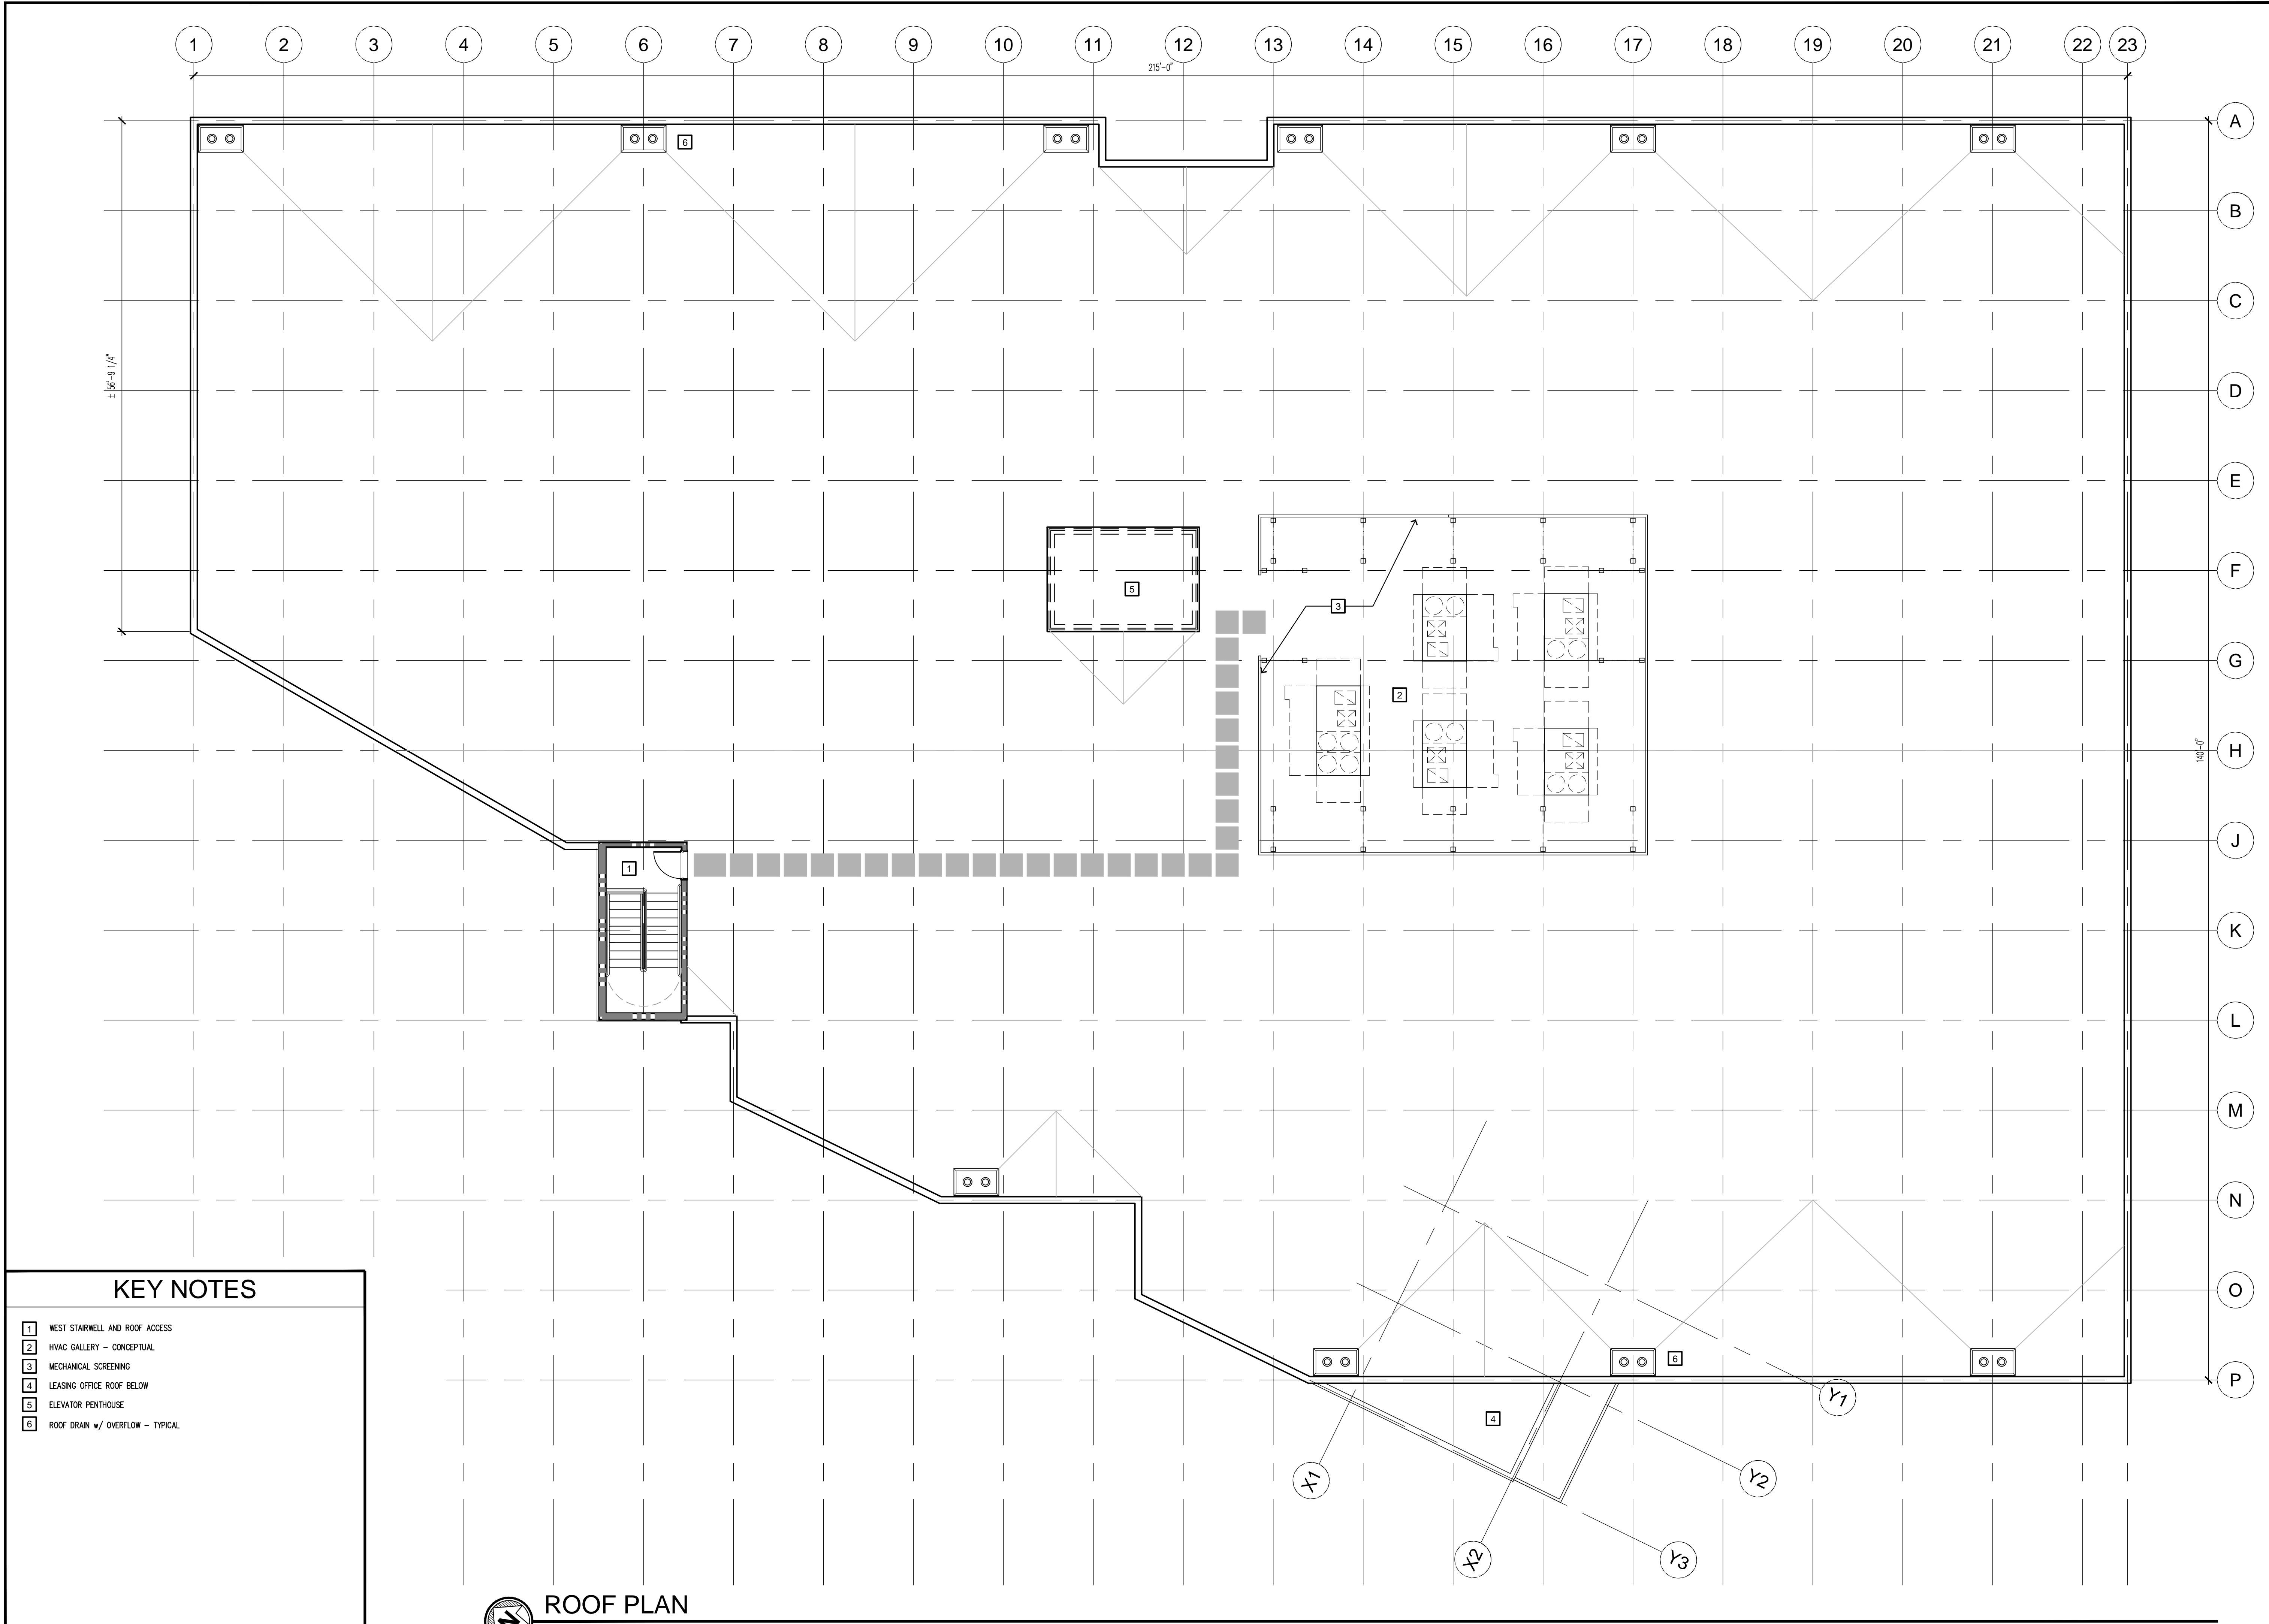 1 2 3 4 5 6 7 8 9 10 11 12 13 14 15 16 17 18 19 20 21 22 23
215'-0"
A
6
B
C
± 56'-9 1/4"
D
E
F
5
3
G
2
H
140'-0"
J
1
K
L
M
N
O
P
6
4
Y1
X1
Y2
X2
Y3
KEY NOTES
1 WEST STAIRWELL AND ROOF ACCESS
2 HVAC GALLERY - CONCEPTUAL
3 MECHANICAL SCREENING
4 LEASING OFFICE ROOF BELOW
5 ELEVATOR PENTHOUSE
6 ROOF DRAIN w/ OVERFLOW - TYPICAL
N
ROOF PLAN